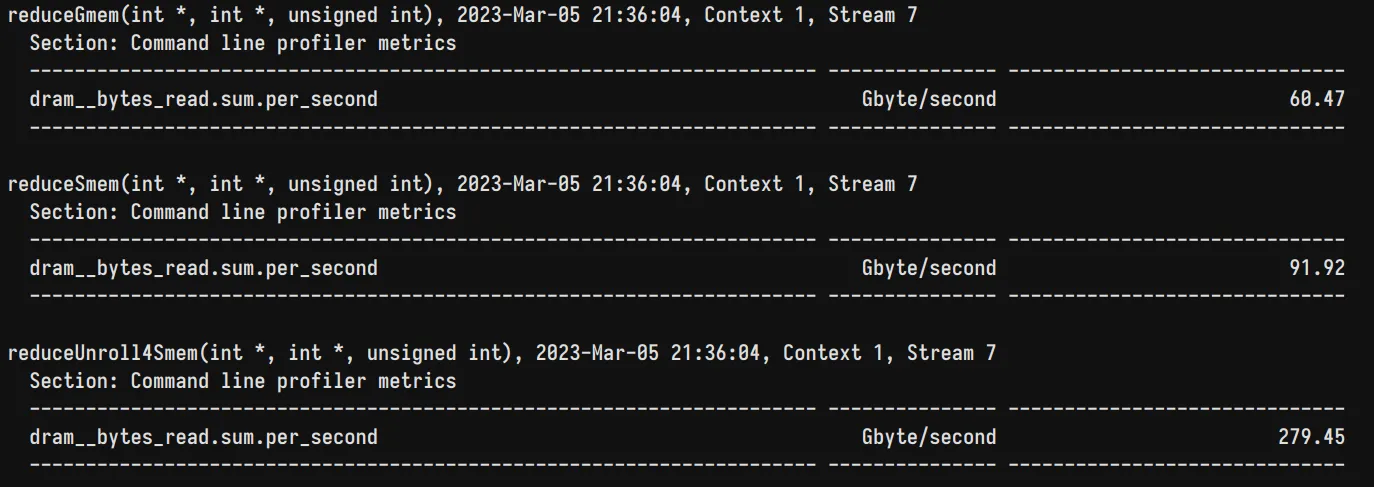 reduceGmem(int *, int *, unsigned int), 2023-Mar-05 21:36:04, Context 1, Stream 7
Section: Command line profiler metrics
---------------------------------------------------------------------- --------------- ------------------------------
dram__bytes_read.sum.per_second Gbyte/second 60.47
---------------------------------------------------------------------- --------------- ------------------------------
reduceSmem(int *, int *, unsigned int), 2023-Mar-05 21:36:04, Context 1, Stream 7
Section: Command line profiler metrics
---------------------------------------------------------------------- --------------- ------------------------------
dram__bytes_read.sum.per_second Gbyte/second 91.92
---------------------------------------------------------------------- --------------- ------------------------------
reduceUnroll4Smem(int *, int *, unsigned int), 2023-Mar-05 21:36:04, Context 1, Stream 7
Section: Command line profiler metrics
---------------------------------------------------------------------- --------------- ------------------------------
dram__bytes_read.sum.per_second Gbyte/second 279.45
---------------------------------------------------------------------- --------------- ------------------------------